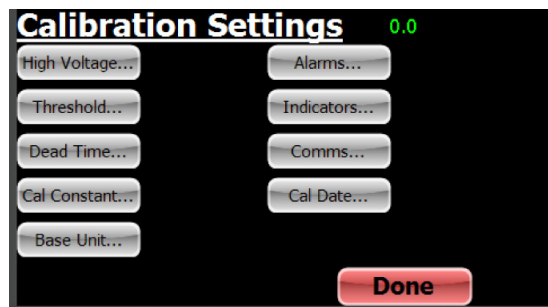 Calibration Settings 0.0
High Voltage... Alarms...
Threshold... Indicators...
Dead Time... Comms...
Cal Constant... Cal Date...
Base Unit...
Done